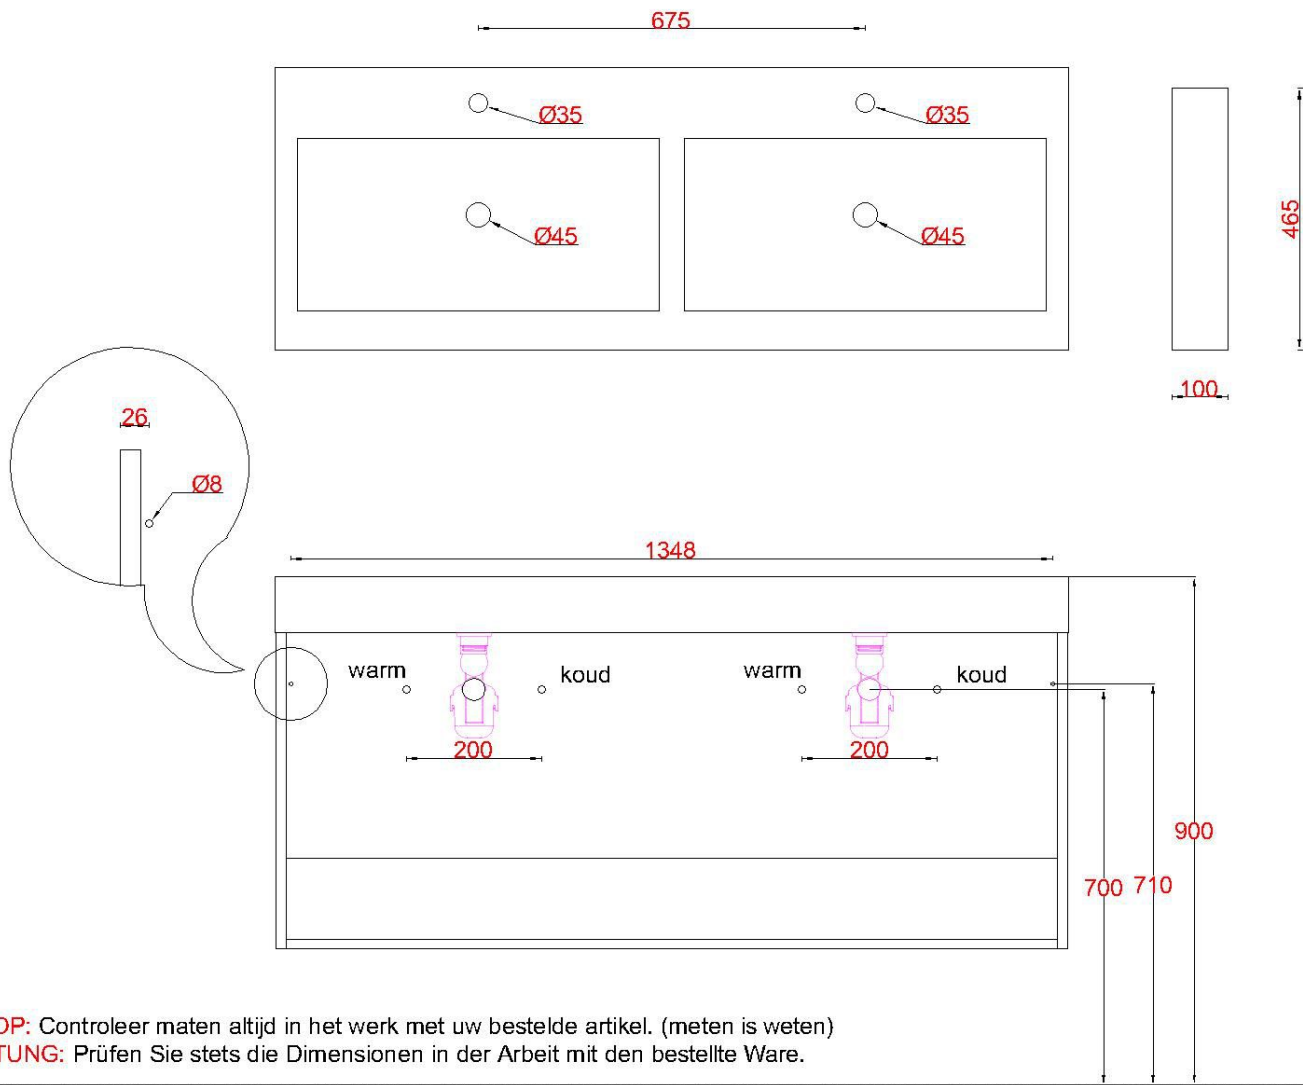 675
Ø35
Ø35
Ø45
Ø45
465
100
26
Ø8
1348
warm
koud
warm
koud
200
200
900
700
710
OP: Controleer maten altijd in het werk met uw bestelde artikel. (meten is weten)
TUNG: Prüfen Sie stets die Dimensionen in der Arbeit mit den bestellte Ware.